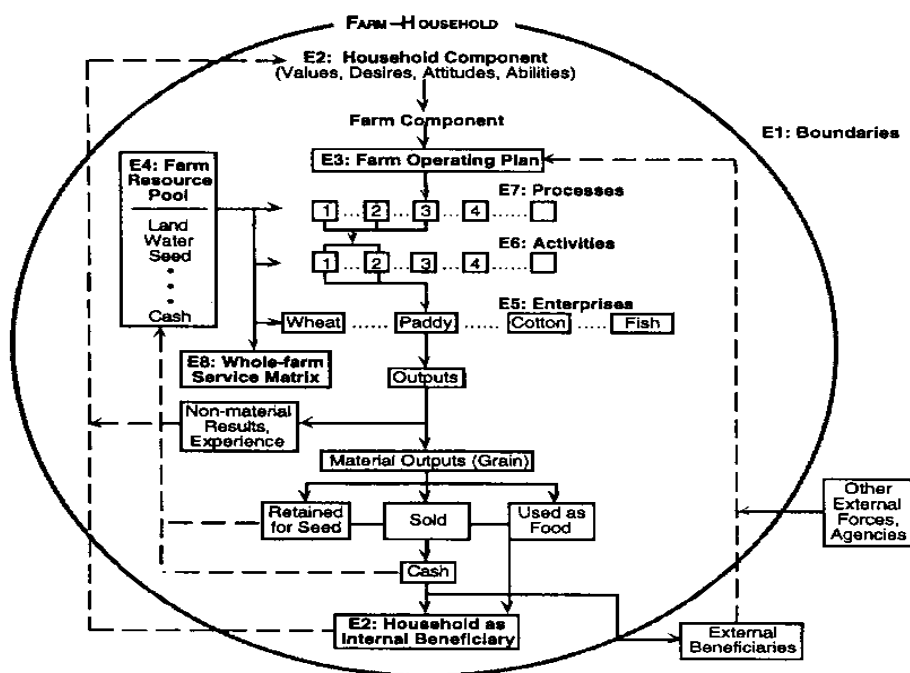 FARM–HOUSEHOLD
E2: Household Component
(Values, Desires, Attitudes, Abilities)
Farm Component
E1: Boundaries
E3: Farm Operating Plan
E4: Farm
Resource
Pool
Land
Water
Seed
Cash
E7: Processes
1 ..... 2 ..... 3 ..... 4 .......
E6: Activities
1 ..... 2 ..... 3 ..... 4 .......
E5: Enterprises
Wheat ...... Paddy ...... Cotton ...... Fish
E8: Whole-farm
Service Matrix
Outputs
Non-material
Results,
Experience
Material Outputs (Grain)
Retained
for Seed
Sold
Used as
Food
Other
External
Forces,
Agencies
Cash
E2: Household as
Internal Beneficiary
External
Beneficiaries